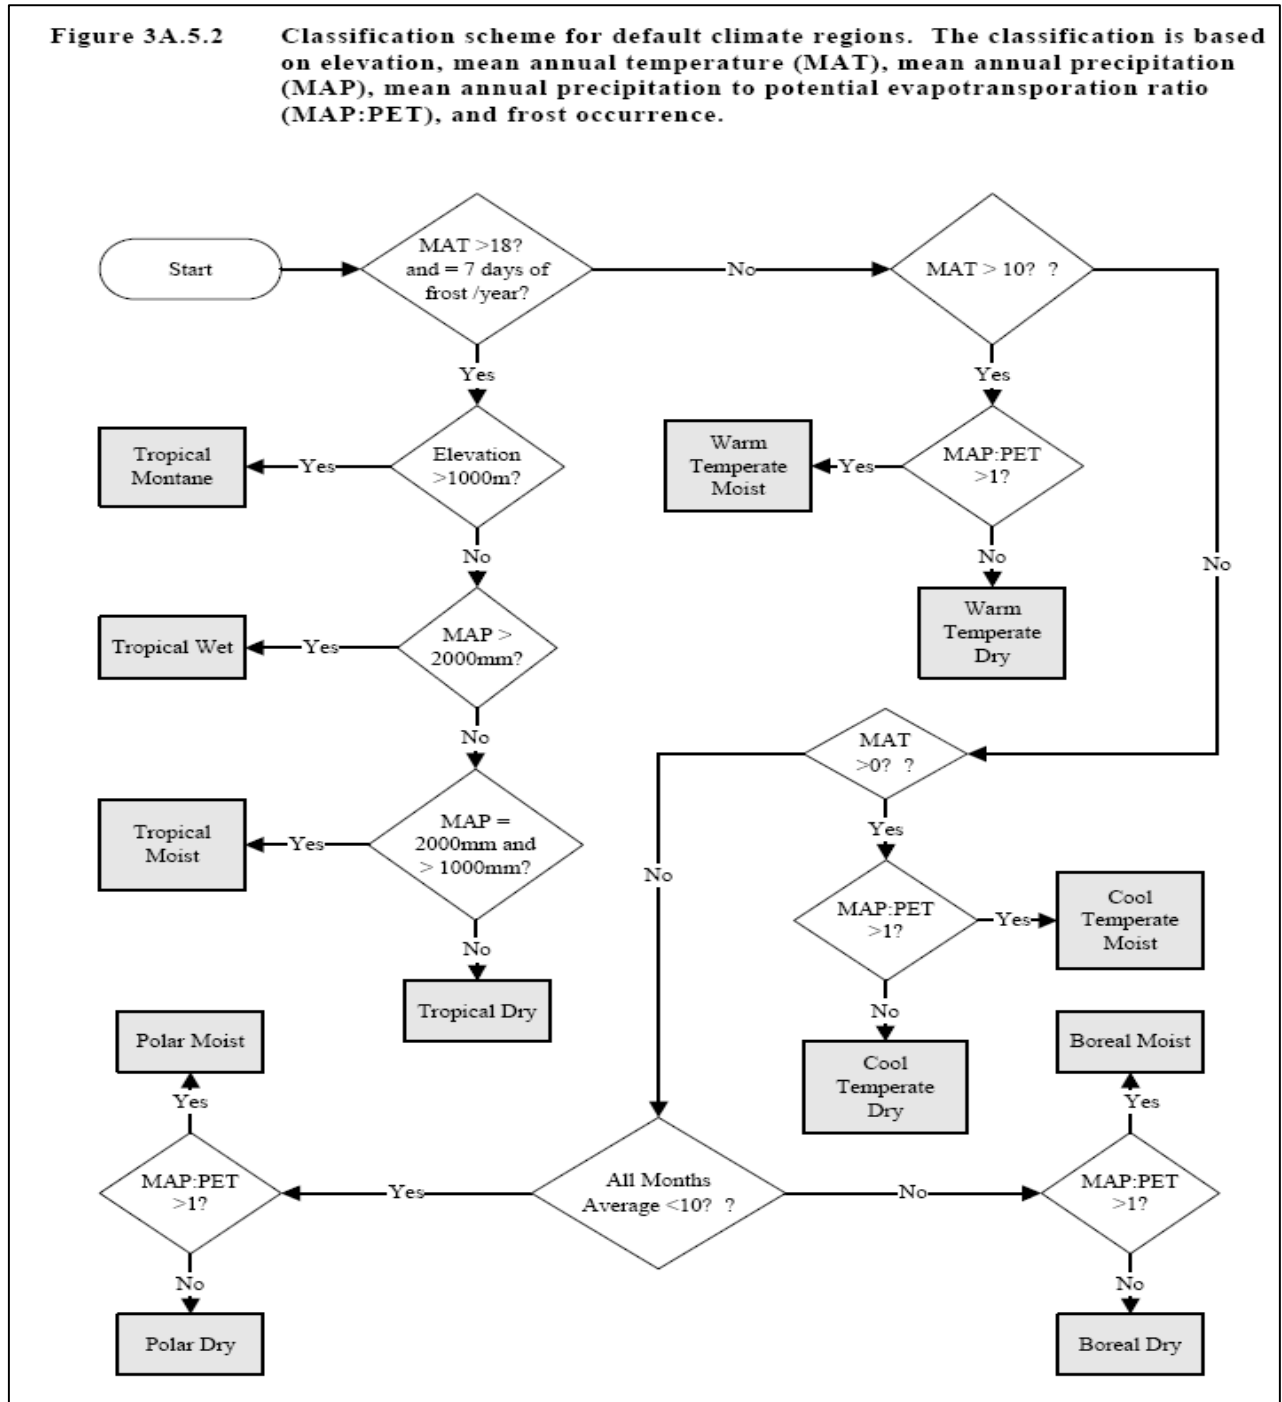 Figure 3A.5.2 Classification scheme for default climate regions. The classification is based
on elevation, mean annual temperature (MAT), mean annual precipitation
(MAP), mean annual precipitation to potential evapotransporation ratio
(MAP:PET), and frost occurrence.
Start
MAT >18?
and = 7 days of
frost /year?
No
MAT > 10? ?
Yes
Yes
Tropical
Montane
Yes
Elevation
>1000m?
Warm
Temperate
Moist
Yes
MAP:PET
>1?
No
No
No
Warm
Temperate
Dry
Tropical Wet
Yes
MAP >
2000mm?
No
MAT
>0? ?
Yes
No
Tropical
Moist
Yes
MAP =
2000mm and
> 1000mm?
MAP:PET
>1?
Yes
Cool
Temperate
Moist
No
Tropical Dry
No
Cool
Temperate
Dry
Polar Moist
Yes
Boreal Moist
Yes
MAP:PET
>1?
Yes
All Months
Average <10? ?
No
MAP:PET
>1?
No
Polar Dry
No
Boreal Dry